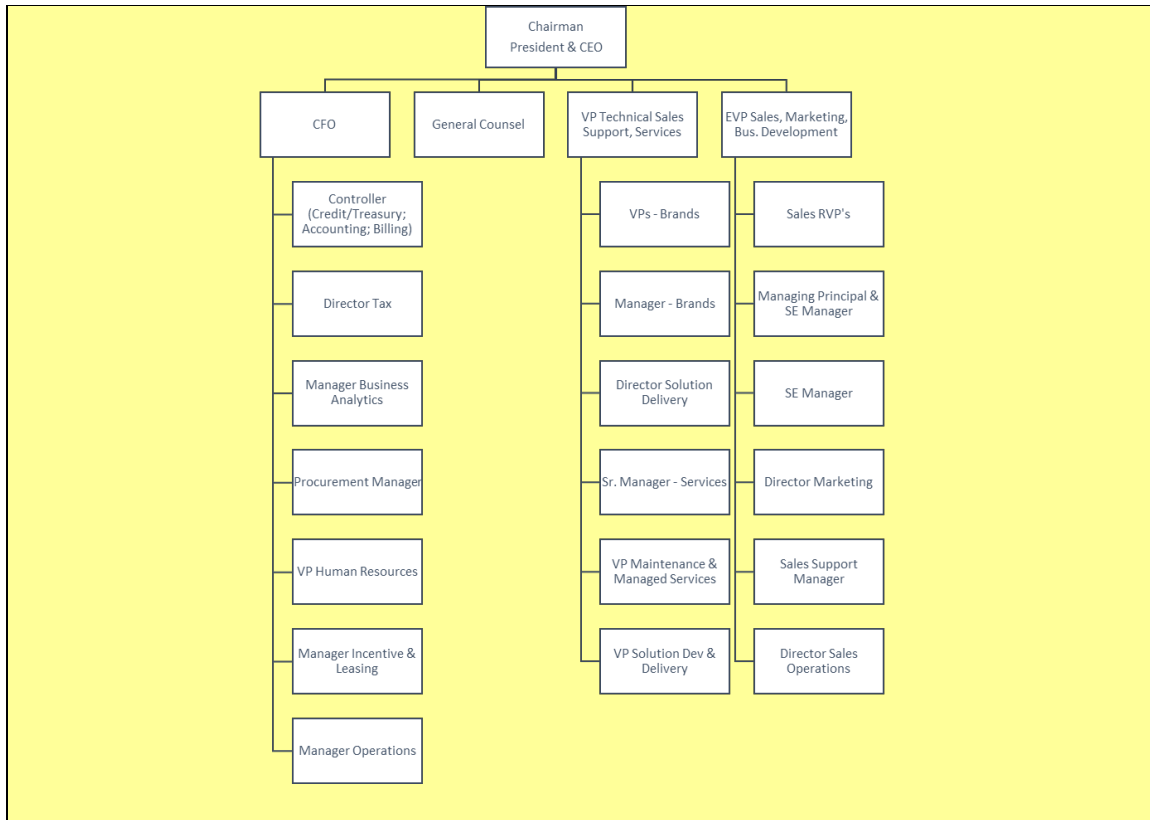 Chairman
President & CEO
CFO
General Counsel
VP Technical Sales
Support, Services
EVP Sales, Marketing,
Bus. Development
Controller
(Credit/Treasury;
Accounting; Billing)
Director Tax
Manager Business
Analytics
Procurement Manager
VP Human Resources
Manager Incentive &
Leasing
Manager Operations
VPs - Brands
Manager - Brands
Director Solution
Delivery
Sr. Manager - Services
VP Maintenance &
Managed Services
VP Solution Dev &
Delivery
Sales RVP's
Managing Principal &
SE Manager
SE Manager
Director Marketing
Sales Support
Manager
Director Sales
Operations